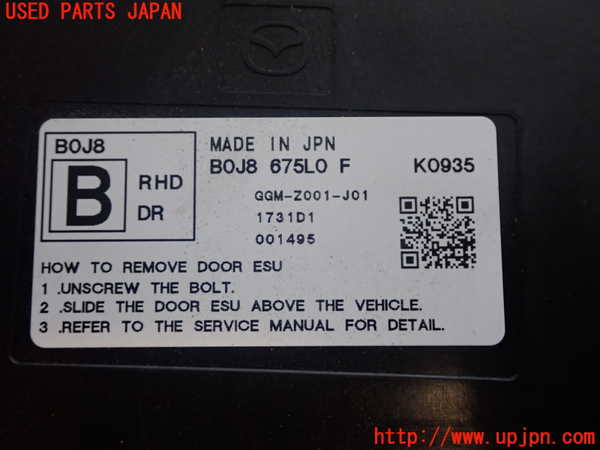 USED PARTS JAPAN
B0J8
B
RHD
DR
MADE IN JPN
B0J8 675L0 F
K0935
GGM-Z001-J01
1731D1
001495
HOW TO REMOVE DOOR ESU
1 .UNSCREW THE BOLT.
2 .SLIDE THE DOOR ESU ABOVE THE VEHICLE.
3 .REFER TO THE SERVICE MANUAL FOR DETAIL.
http://www.upjpn.com/